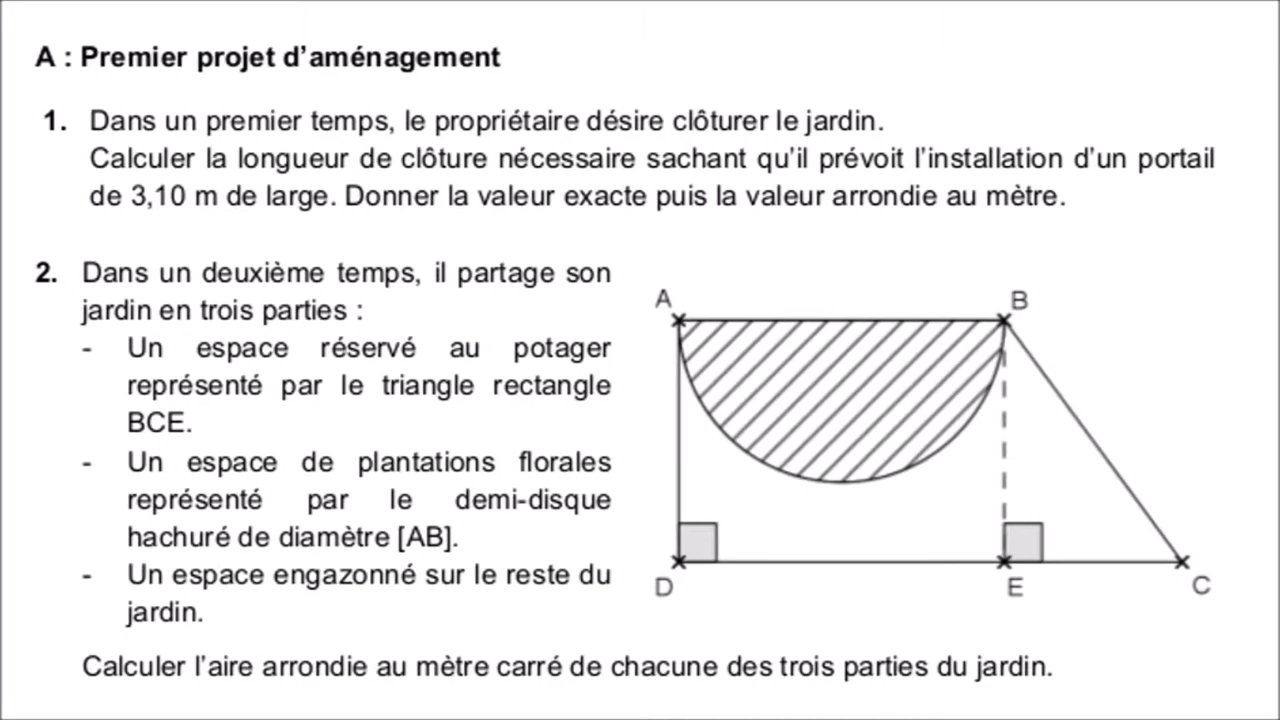 A : Premier projet d'aménagement
1. Dans un premier temps, le propriétaire désire clôturer le jardin.
Calculer la longueur de clôture nécessaire sachant qu'il prévoit l'installation d'un portail
de 3,10 m de large. Donner la valeur exacte puis la valeur arrondie au mètre.
2. Dans un deuxième temps, il partage son
jardin en trois parties :
- Un espace réservé au potager
représenté par le triangle rectangle
BCE.
- Un espace de plantations florales
représenté par le demi-disque
hachuré de diamètre [AB].
- Un espace engazonné sur le reste du
jardin.
A B
D E C
Calculer l'aire arrondie au mètre carré de chacune des trois parties du jardin.